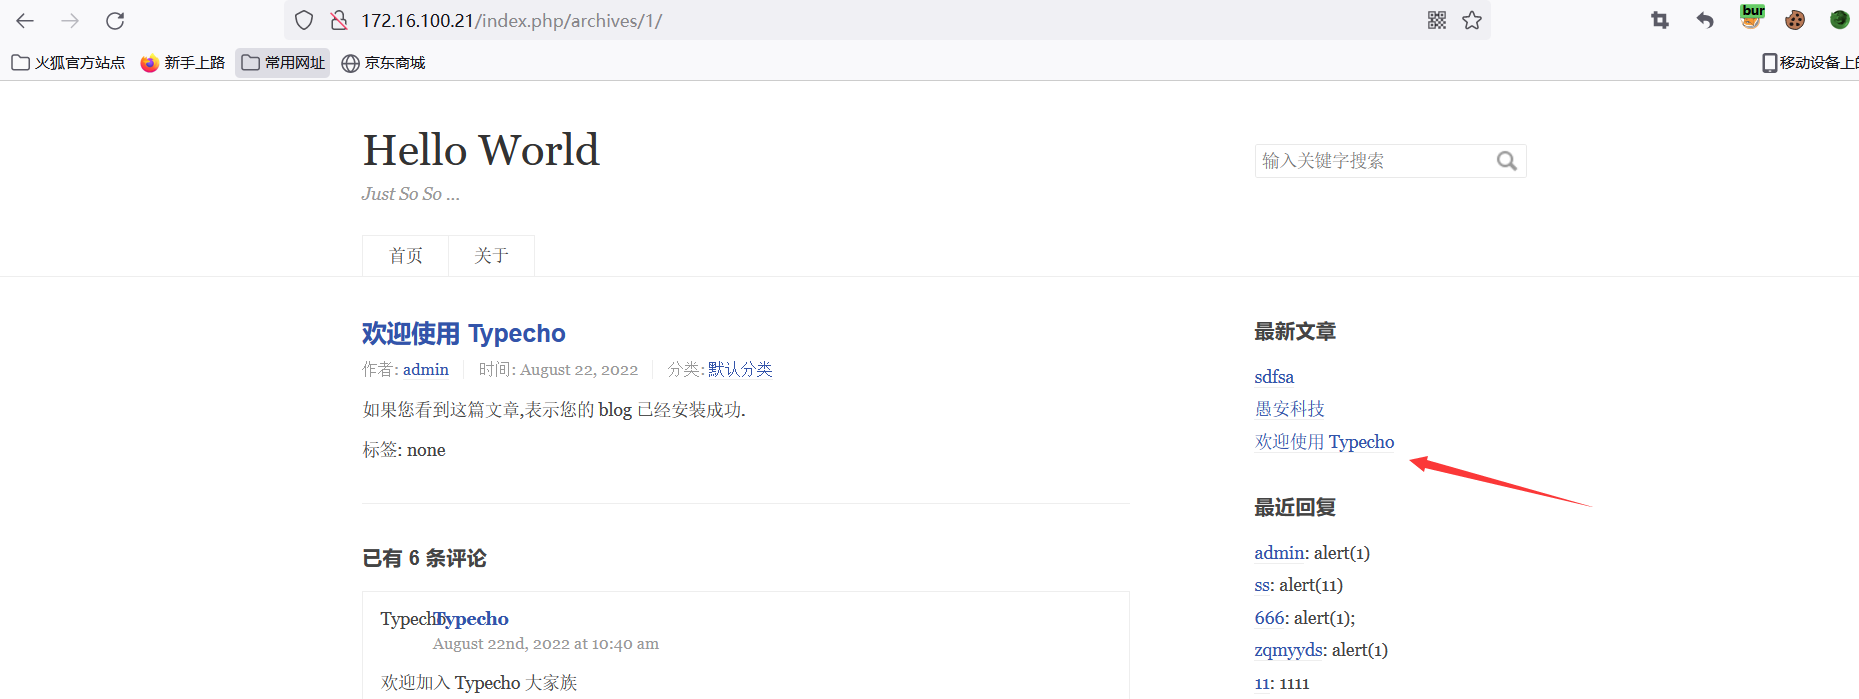 172.16.100.21/index.php/archives/1/
bur
火狐官方站点 新手上路 常用网址 京东商城 移动设备上的
Hello World
输入关键字搜索
Just So So ...
首页 关于
欢迎使用 Typecho
作者: admin 时间: August 22, 2022 分类: 默认分类
如果您看到这篇文章,表示您的 blog 已经安装成功.
标签: none
已有 6 条评论
Typecho Typecho
August 22nd, 2022 at 10:40 am
欢迎加入 Typecho 大家族
最新文章
sdfsa
愚安科技
欢迎使用 Typecho
最近回复
admin: alert(1)
ss: alert(11)
666: alert(1);
zqmyyds: alert(1)
11: 1111